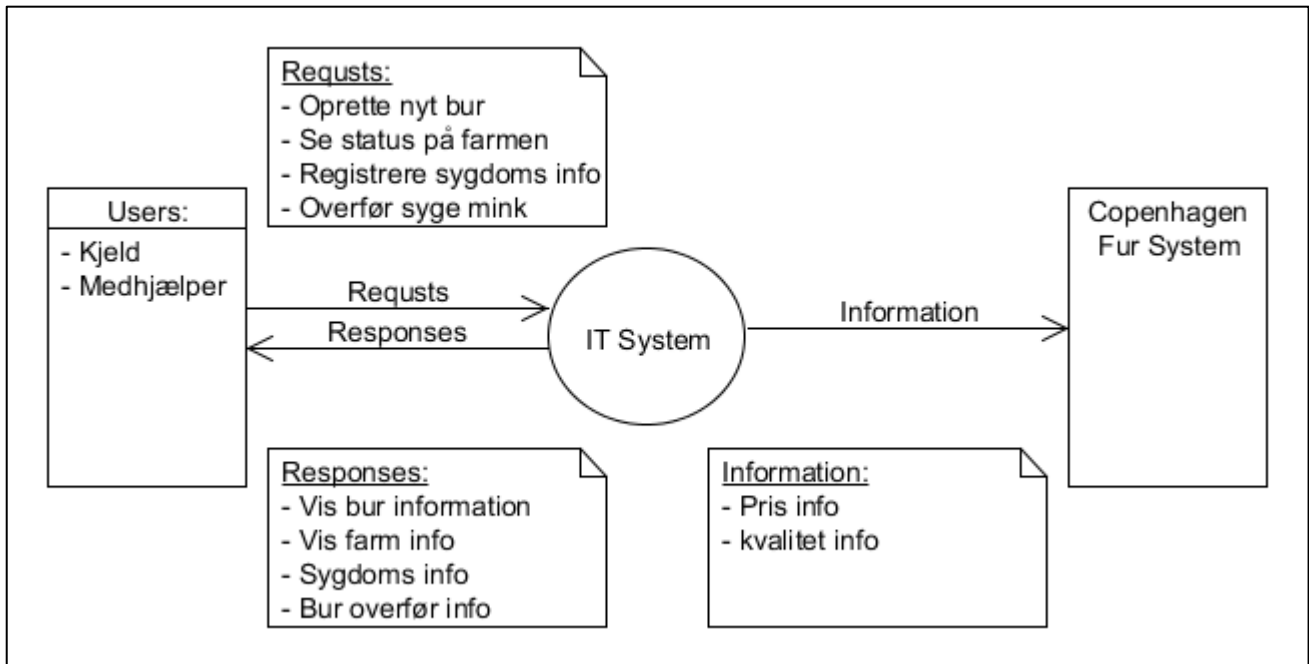 Requsts:
- Oprette nyt bur
- Se status på farmen
- Registrere sygdoms info
- Overfør syge mink
Users:
- Kjeld
- Medhjælper
Requsts
Responses
IT System
Information
Copenhagen
Fur System
Responses:
- Vis bur information
- Vis farm info
- Sygdoms info
- Bur overfør info
Information:
- Pris info
- kvalitet info